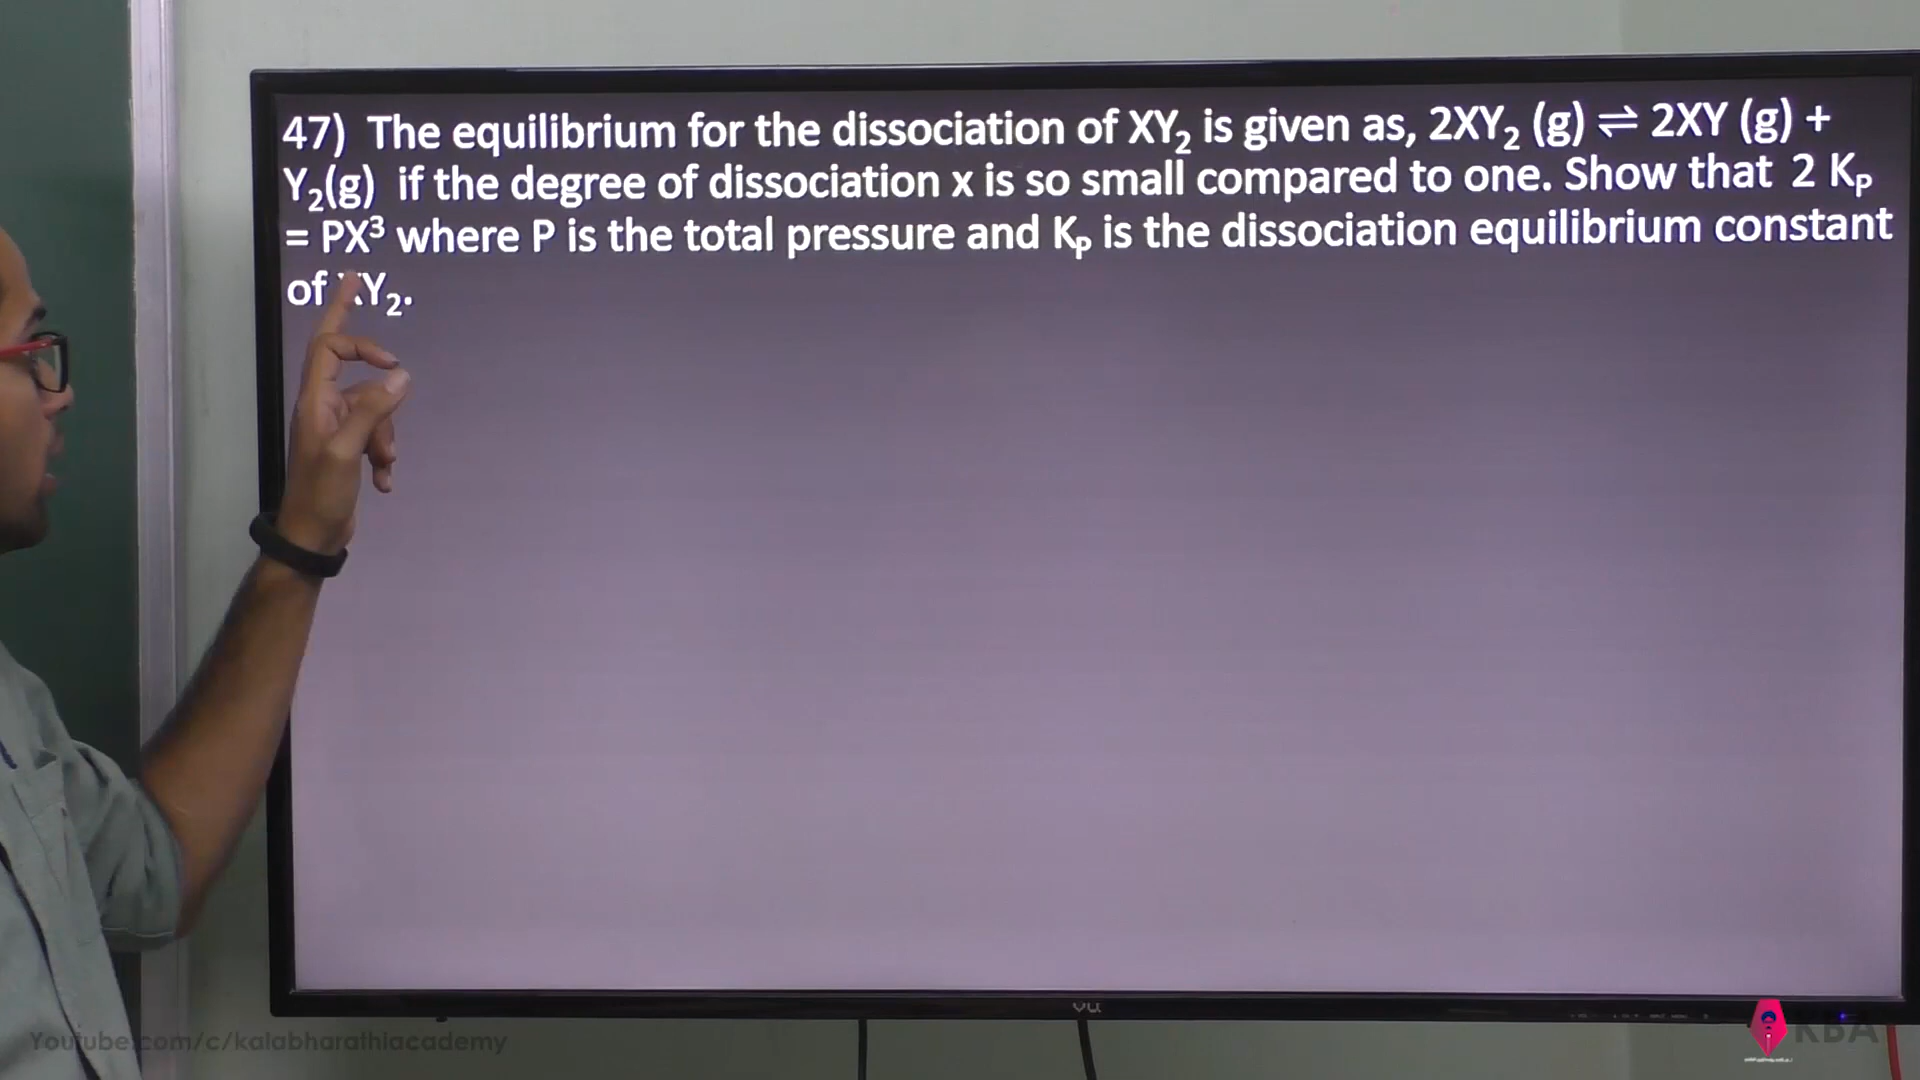 47) The equilibrium for the dissociation of XY₂ is given as, 2XY₂ (g) ⇌ 2XY (g) +
Y₂(g) if the degree of dissociation x is so small compared to one. Show that 2 Kₚ
= PX³ where P is the total pressure and Kₚ is the dissociation equilibrium constant
of XY₂.
VU
Youtube.com/c/kalabharathiacademy
KBA